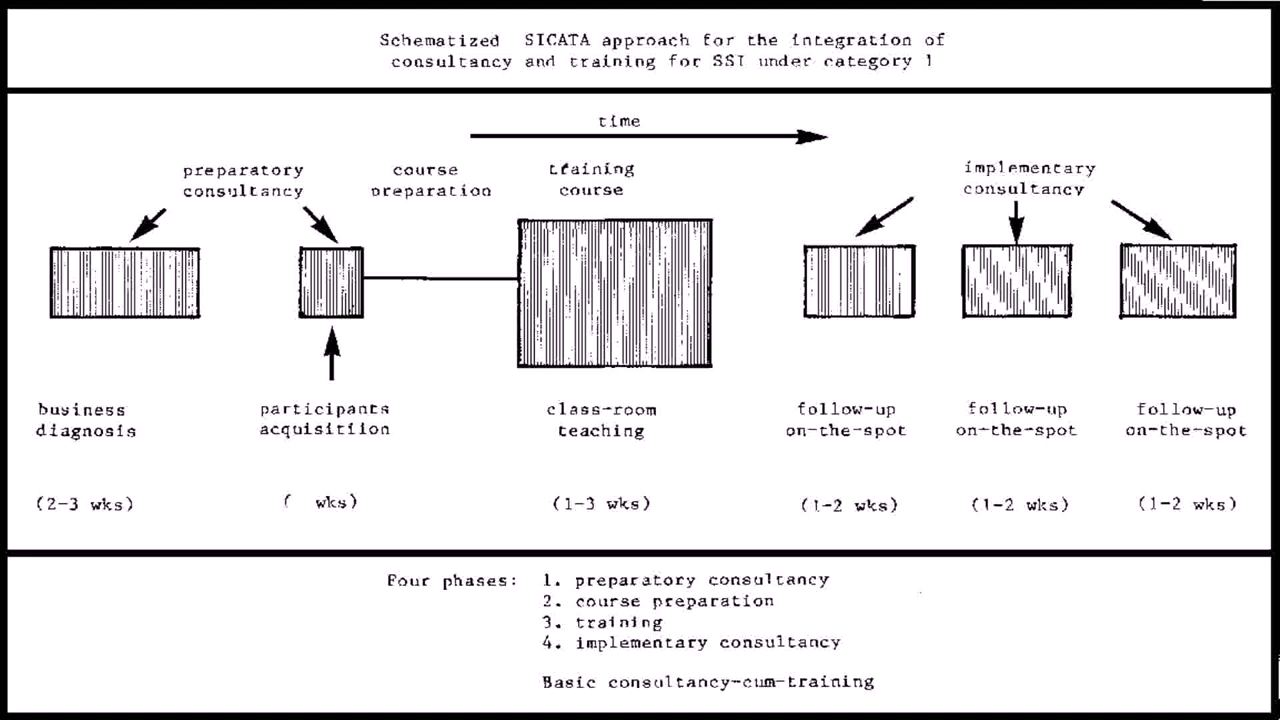 Schematized SICATA approach for the integration of
consultancy and training for SSI under category 1
time
preparatory
consultancy
course
preparation
training
course
implementary
consultancy
business
diagnosis
participants
acquisitiion
class-room
teaching
follow-up
on-the-spot
follow-up
on-the-spot
follow-up
on-the-spot
(2-3 wks)
( wks)
(1-3 wks)
(1-2 wks)
(1-2 wks)
(1-2 wks)
Four phases: 1. preparatory consultancy
2. course preparation
3. training
4. implementary consultancy
Basic consultancy-cum-training